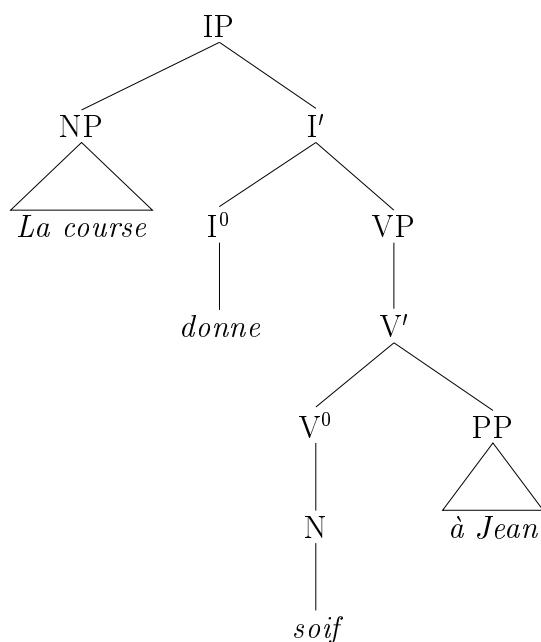 IP
NP I′
La course I⁰ VP
donne V′
V⁰ PP
N à Jean
soif